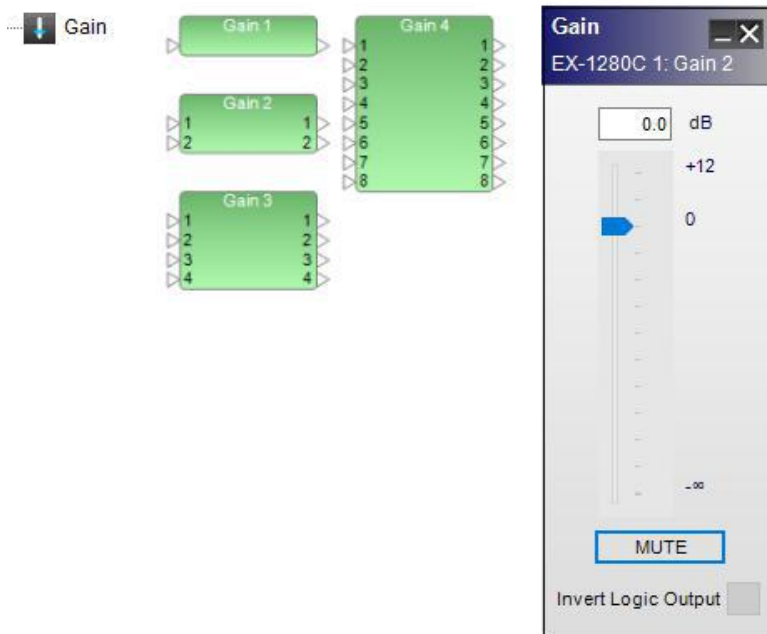 Gain
Gain 1
Gain 2
1 1
2 2
Gain 3
1 1
2 2
3 3
4 4
Gain 4
1 1
2 2
3 3
4 4
5 5
6 6
7 7
8 8
Gain
EX-1280C 1: Gain 2
0.0 dB
+12
0
-∞
MUTE
Invert Logic Output